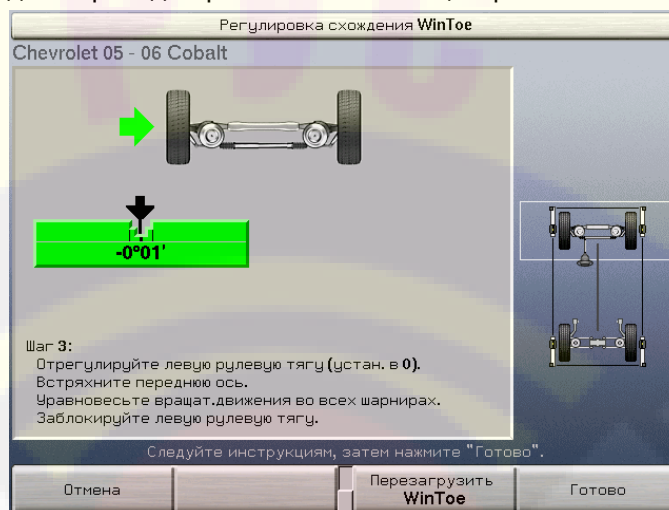 Регулировка схождения WinToe
Chevrolet 05 - 06 Cobalt
-0°01'
Шаг 3:
Отрегулируйте левую рулевую тягу (устан. в 0).
Встряхните переднюю ось.
Уравновесьте вращат.движения во всех шарнирах.
Заблокируйте левую рулевую тягу.
Следуйте инструкциям, затем нажмите "Готово".
Отмена
Перезагрузить
WinToe
Готово